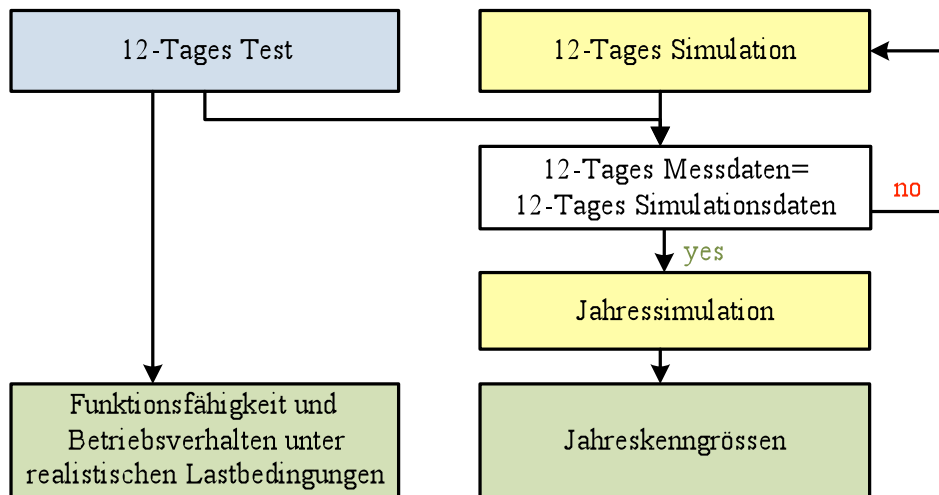 12-Tages Test
12-Tages Simulation
12-Tages Messdaten=
12-Tages Simulationsdaten
no
yes
Jahressimulation
Funktionsfähigkeit und
Betriebsverhalten unter
realistischen Lastbedingungen
Jahreskenngrössen